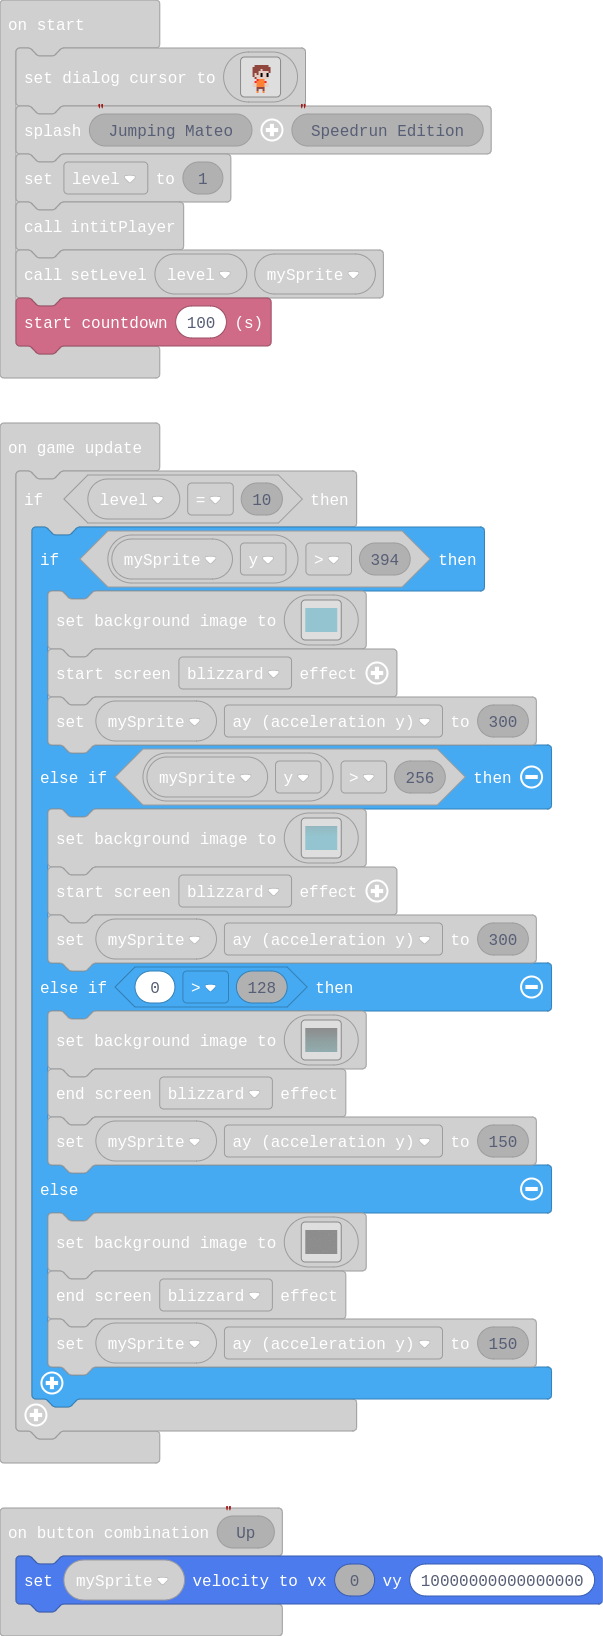 on start
set dialog cursor to
splash " Jumping Mateo " Speedrun Edition
set level to 1
call intitPlayer
call setLevel level mySprite
start countdown 100 (s)
on game update
if level = 10 then
if mySprite y > 394 then
set background image to
start screen blizzard effect
set mySprite ay (acceleration y) to 300
else if mySprite y > 256 then
set background image to
start screen blizzard effect
set mySprite ay (acceleration y) to 300
else if 0 > 128 then
set background image to
end screen blizzard effect
set mySprite ay (acceleration y) to 150
else
set background image to
end screen blizzard effect
set mySprite ay (acceleration y) to 150
on button combination " Up
set mySprite velocity to vx 0 vy 10000000000000000